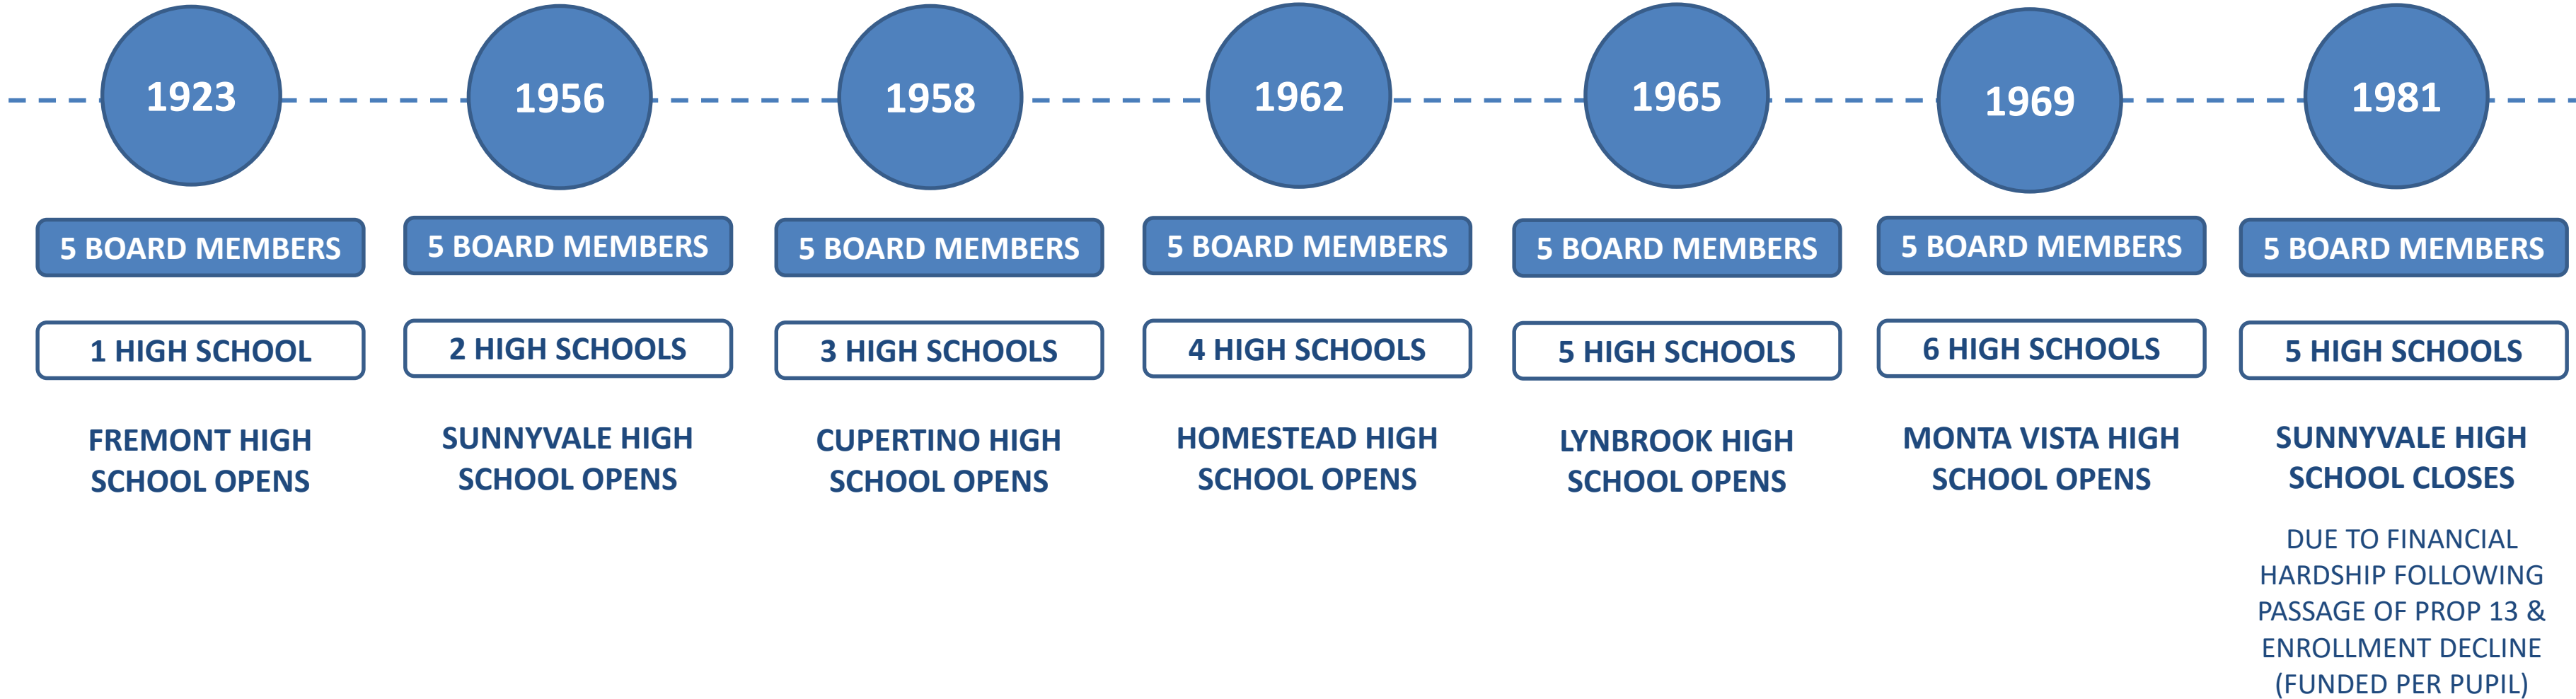 1923
5 BOARD MEMBERS
1 HIGH SCHOOL
FREMONT HIGH
SCHOOL OPENS
1956
5 BOARD MEMBERS
2 HIGH SCHOOLS
SUNNYVALE HIGH
SCHOOL OPENS
1958
5 BOARD MEMBERS
3 HIGH SCHOOLS
CUPERTINO HIGH
SCHOOL OPENS
1962
5 BOARD MEMBERS
4 HIGH SCHOOLS
HOMESTEAD HIGH
SCHOOL OPENS
1965
5 BOARD MEMBERS
5 HIGH SCHOOLS
LYNBROOK HIGH
SCHOOL OPENS
1969
5 BOARD MEMBERS
6 HIGH SCHOOLS
MONTA VISTA HIGH
SCHOOL OPENS
1981
5 BOARD MEMBERS
5 HIGH SCHOOLS
SUNNYVALE HIGH
SCHOOL CLOSES
DUE TO FINANCIAL
HARDSHIP FOLLOWING
PASSAGE OF PROP 13 &
ENROLLMENT DECLINE
(FUNDED PER PUPIL)